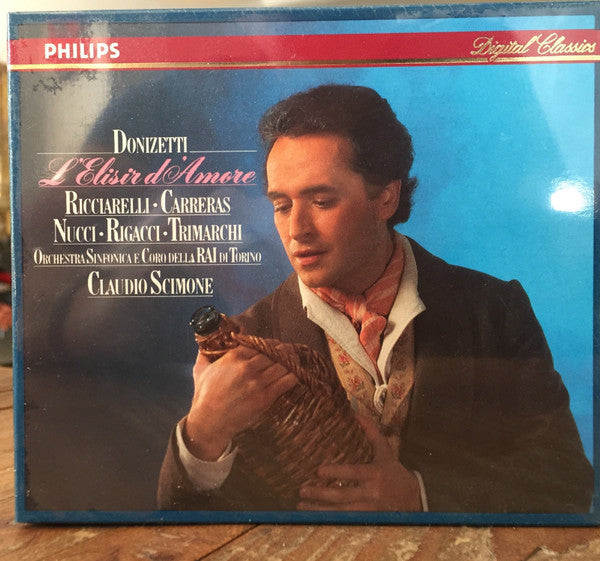 PHILIPS
Digital Classics
DONIZETTI
L'Elisir d'Amore
RICCIARELLI · CARRERAS
NUCCI · RIGACCI · TRIMARCHI
ORCHESTRA SINFONICA E CORO DELLA RAI DI TORINO
CLAUDIO SCIMONE